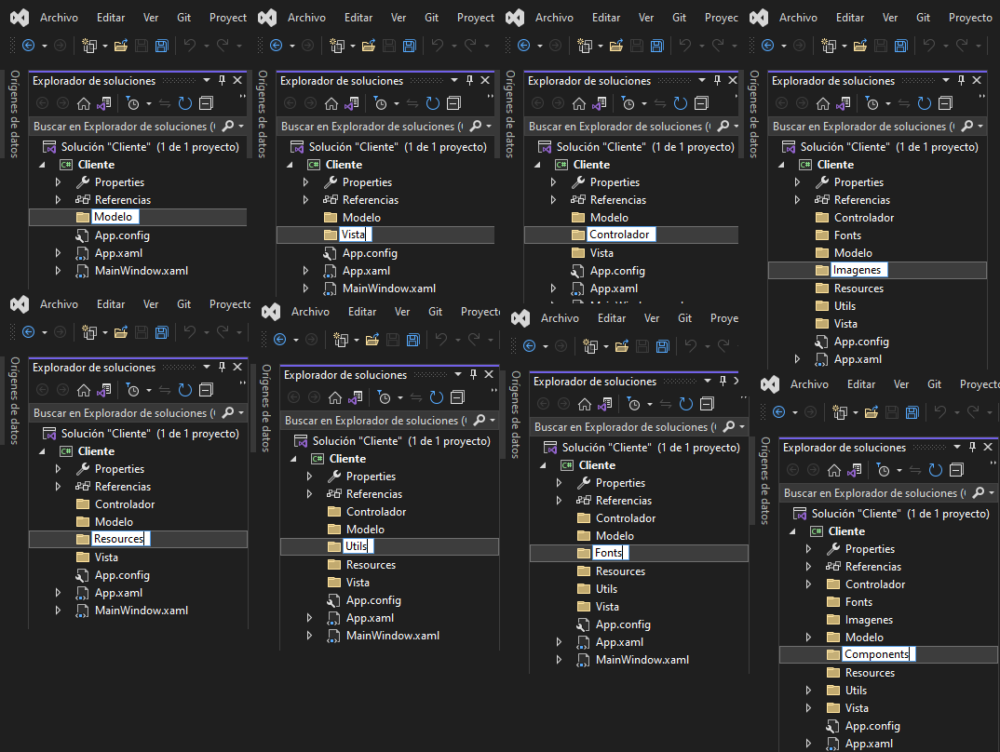 Archivo Editar Ver Git Proyect
Orígenes de datos
Explorador de soluciones
Buscar en Explorador de soluciones (
Solución "Cliente" (1 de 1 proyecto)
C# Cliente
Properties
Referencias
Modelo
App.config
App.xaml
MainWindow.xaml
Archivo Editar Ver Git Proyect
Orígenes de datos
Explorador de soluciones
Buscar en Explorador de soluciones (
Solución "Cliente" (1 de 1 proyecto)
C# Cliente
Properties
Referencias
Modelo
Vista
App.config
App.xaml
MainWindow.xaml
Archivo Editar Ver Git Proyec
Orígenes de datos
Explorador de soluciones
Buscar en Explorador de soluciones (
Solución "Cliente" (1 de 1 proyecto)
C# Cliente
Properties
Referencias
Modelo
Controlador
Vista
App.config
App.xaml
Archivo Editar Ver Git Proyecto
Orígenes de datos
Explorador de soluciones
Buscar en Explorador de soluciones (
Solución "Cliente" (1 de 1 proyecto)
C# Cliente
Properties
Referencias
Controlador
Fonts
Modelo
Imagenes
Resources
Utils
Vista
App.config
App.xaml
Archivo Editar Ver Git Proyecto
Orígenes de datos
Explorador de soluciones
Buscar en Explorador de soluciones (
Solución "Cliente" (1 de 1 proyecto)
C# Cliente
Properties
Referencias
Controlador
Modelo
Resources
Vista
App.config
App.xaml
MainWindow.xaml
Archivo Editar Ver Git Proyecto
Orígenes de datos
Explorador de soluciones
Buscar en Explorador de soluciones (
Solución "Cliente" (1 de 1 proyecto)
C# Cliente
Properties
Referencias
Controlador
Modelo
Utils
Resources
Vista
App.config
App.xaml
MainWindow.xaml
Archivo Editar Ver Git Proye
Orígenes de datos
Explorador de soluciones
Buscar en Explorador de soluciones (
Solución "Cliente" (1 de 1 proyecto)
C# Cliente
Properties
Referencias
Controlador
Modelo
Fonts
Resources
Utils
Vista
App.config
App.xaml
MainWindow.xaml
Archivo Editar Ver Git Proyecto
Orígenes de datos
Explorador de soluciones
Buscar en Explorador de soluciones (
Solución "Cliente" (1 de 1 proyecto)
C# Cliente
Properties
Referencias
Controlador
Fonts
Imagenes
Modelo
Components
Resources
Utils
Vista
App.config
App.xaml